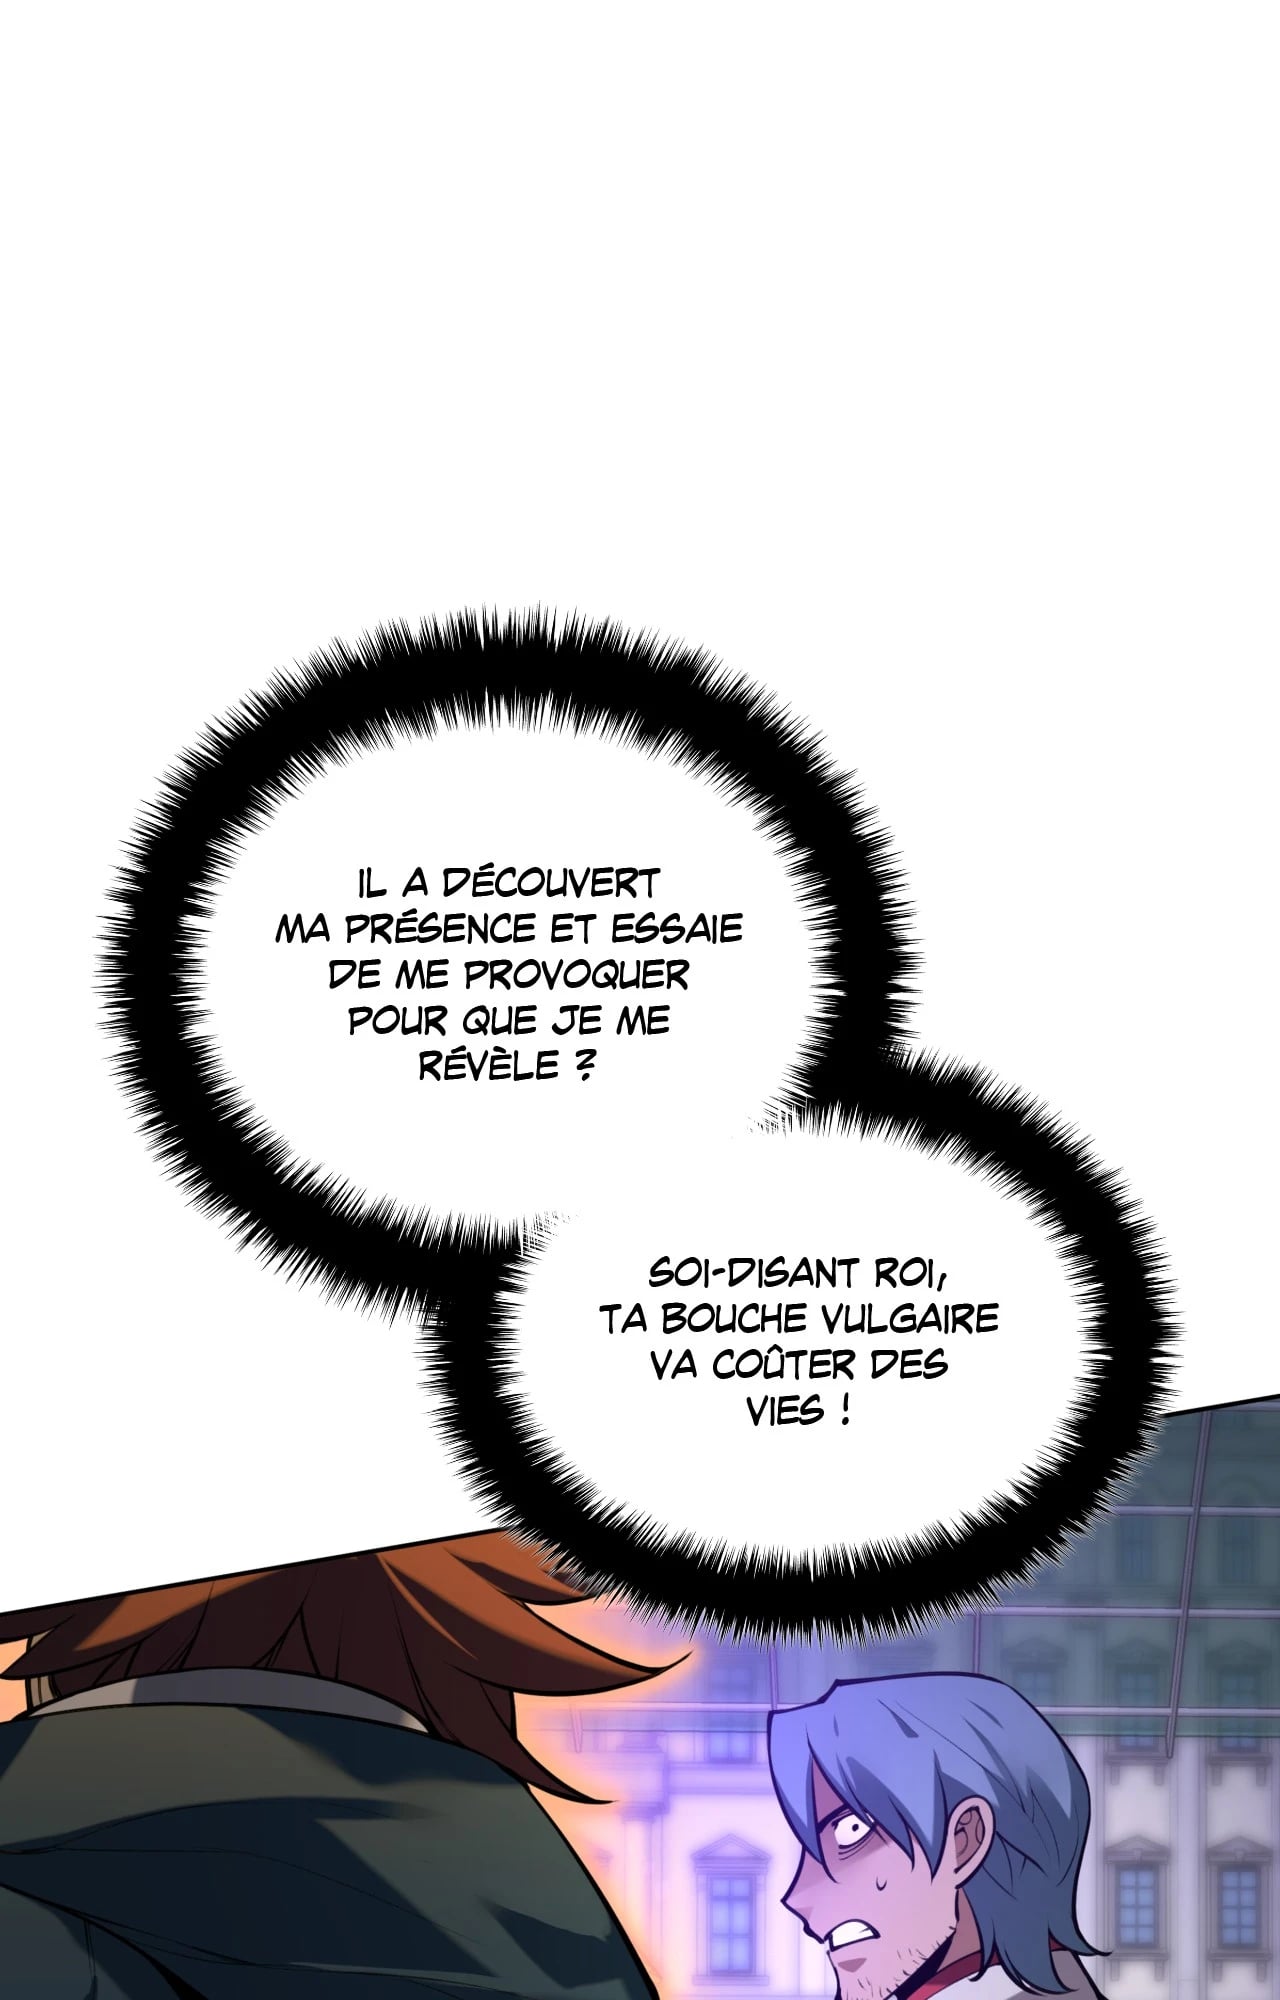 IL A DÉCOUVERT
MA PRÉSENCE ET ESSAIE
DE ME PROVOQUER
POUR QUE JE ME
RÉVÈLE ?
SOI-DISANT ROI,
TA BOUCHE VULGAIRE
VA COÛTER DES
VIES !